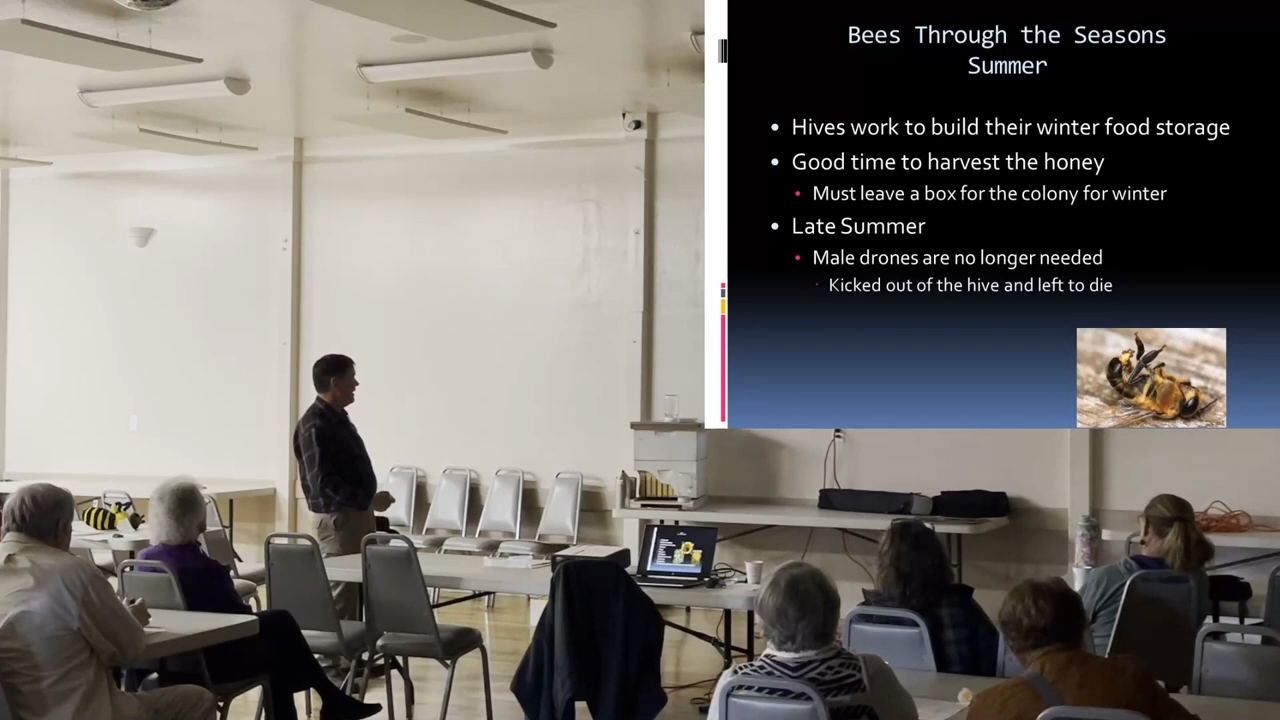 Bees Through the Seasons
Summer
Hives work to build their winter food storage
Good time to harvest the honey
Must leave a box for the colony for winter
Late Summer
Male drones are no longer needed
Kicked out of the hive and left to die